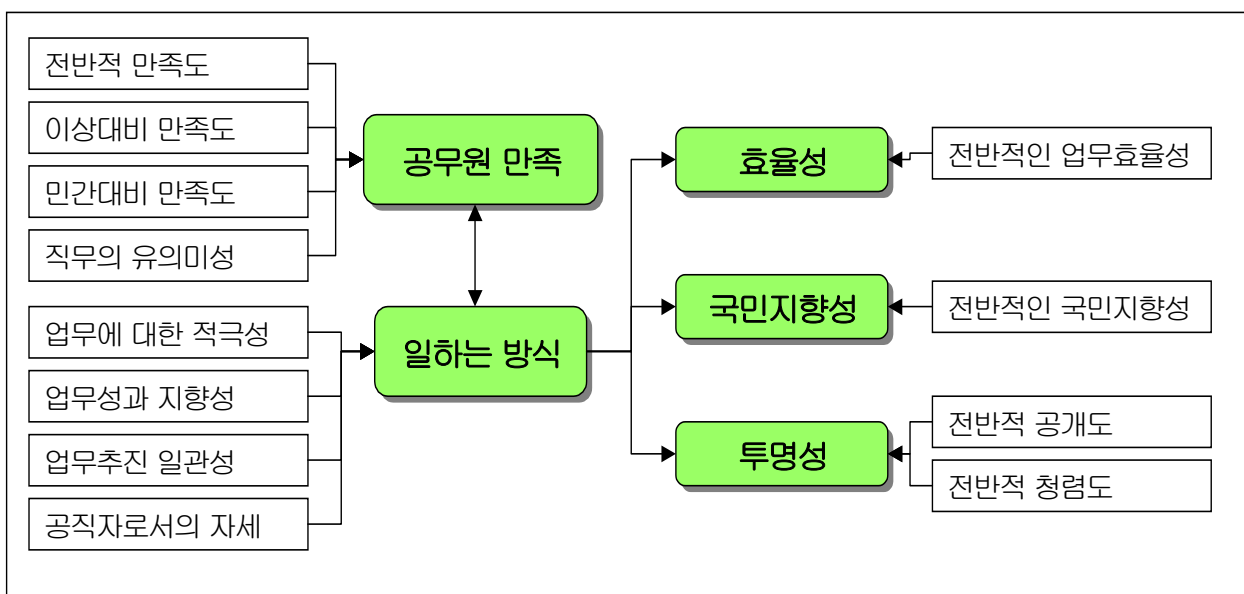 전반적 만족도
이상대비 만족도
민간대비 만족도
직무의 유의미성
업무에 대한 적극성
업무성과 지향성
업무추진 일관성
공직자로서의 자세
공무원 만족
일하는 방식
효율성
국민지향성
투명성
전반적인 업무효율성
전반적인 국민지향성
전반적 공개도
전반적 청렴도